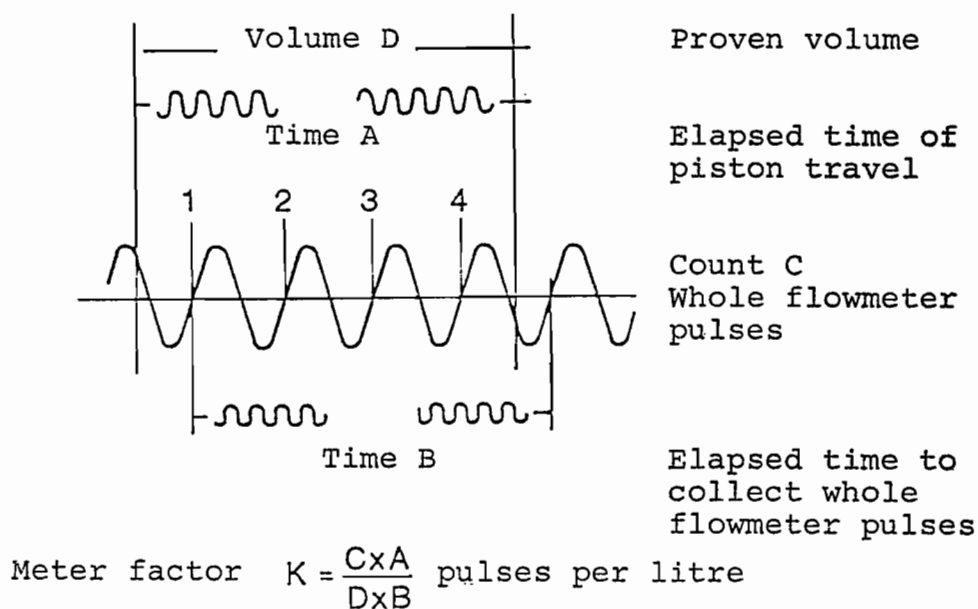 Volume D
Proven volume
Time A
Elapsed time of
piston travel
1 2 3 4
Count C
Whole flowmeter
pulses
Time B
Elapsed time to
collect whole
flowmeter pulses
Meter factor K = CxA / DxB pulses per litre